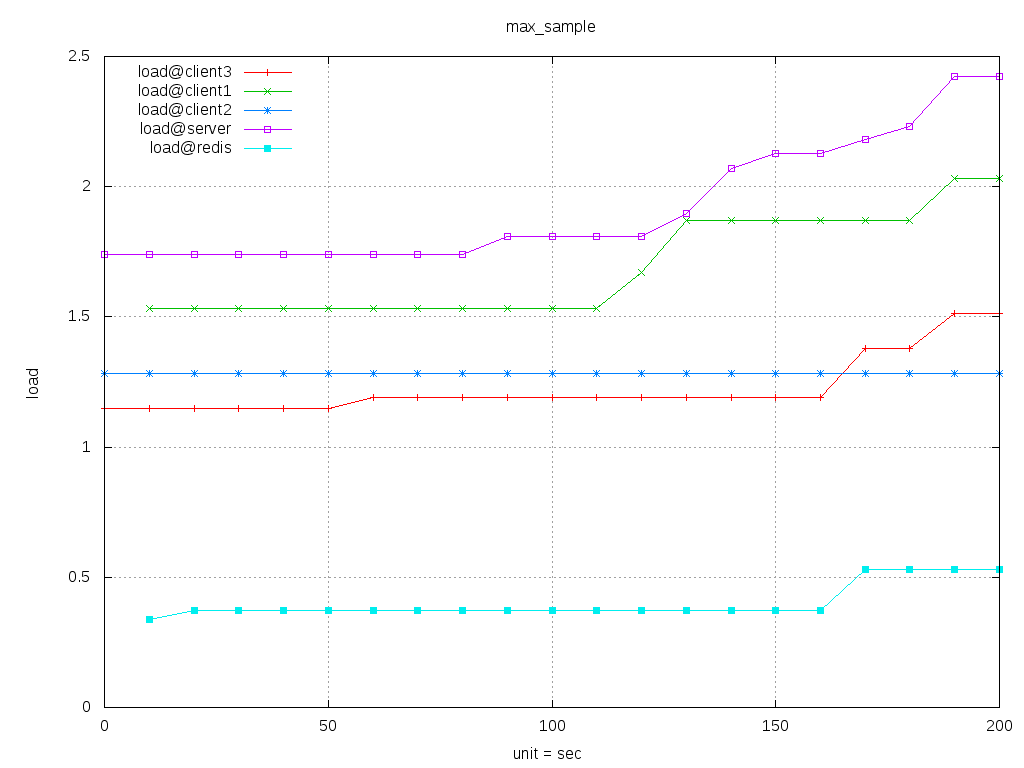 max_sample
2.5
load@client3
load@client1
load@client2
load@server
load@redis
2
1.5
load
1
0.5
0
0 50 100 150 200
unit = sec